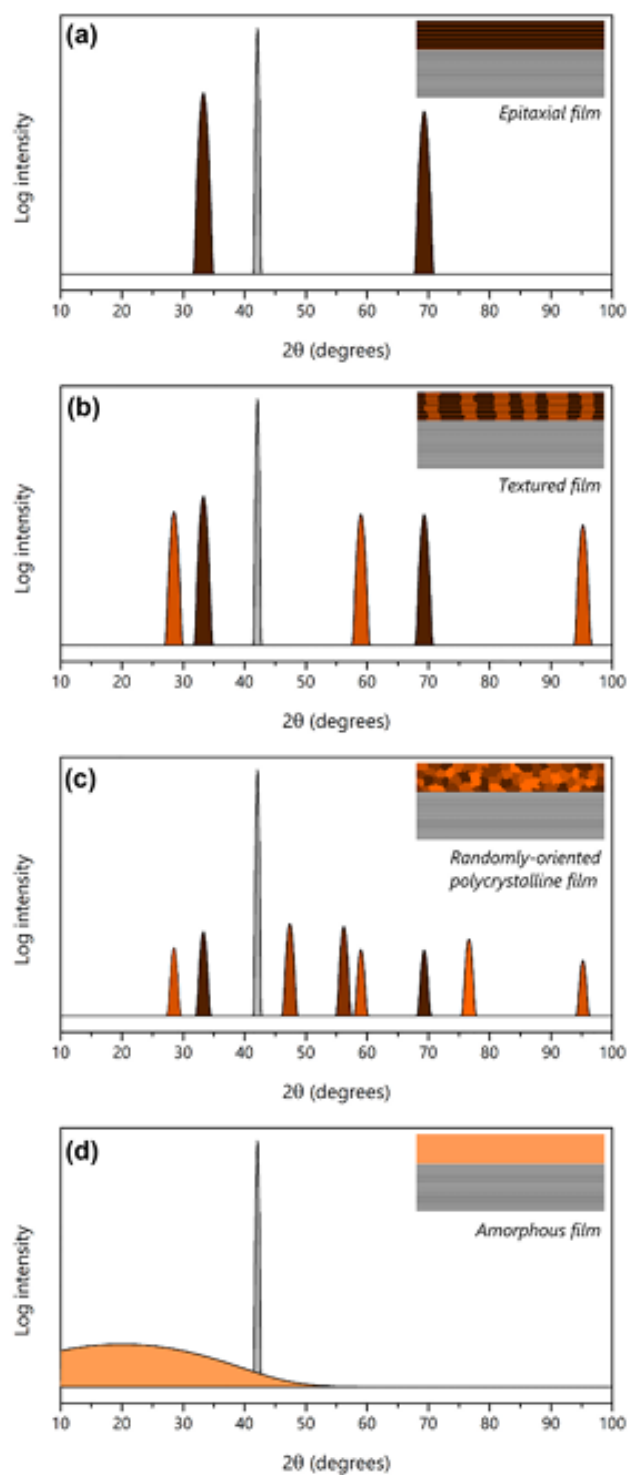 (a)
Epitaxial film
Log intensity
10 20 30 40 50 60 70 80 90 100
2θ (degrees)
(b)
Textured film
Log intensity
10 20 30 40 50 60 70 80 90 100
2θ (degrees)
(c)
Randomly-oriented
polycrystalline film
Log intensity
10 20 30 40 50 60 70 80 90 100
2θ (degrees)
(d)
Amorphous film
Log intensity
10 20 30 40 50 60 70 80 90 100
2θ (degrees)